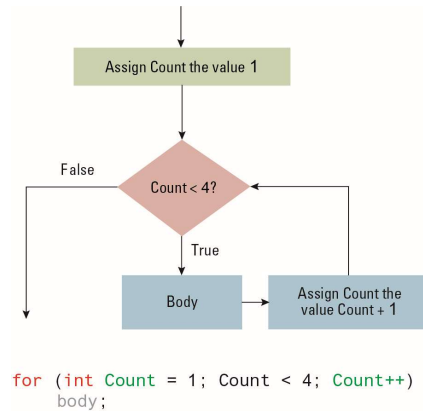 Assign Count the value 1
False
Count < 4?
True
Body
Assign Count the
value Count + 1
for (int Count = 1; Count < 4; Count++)
body;